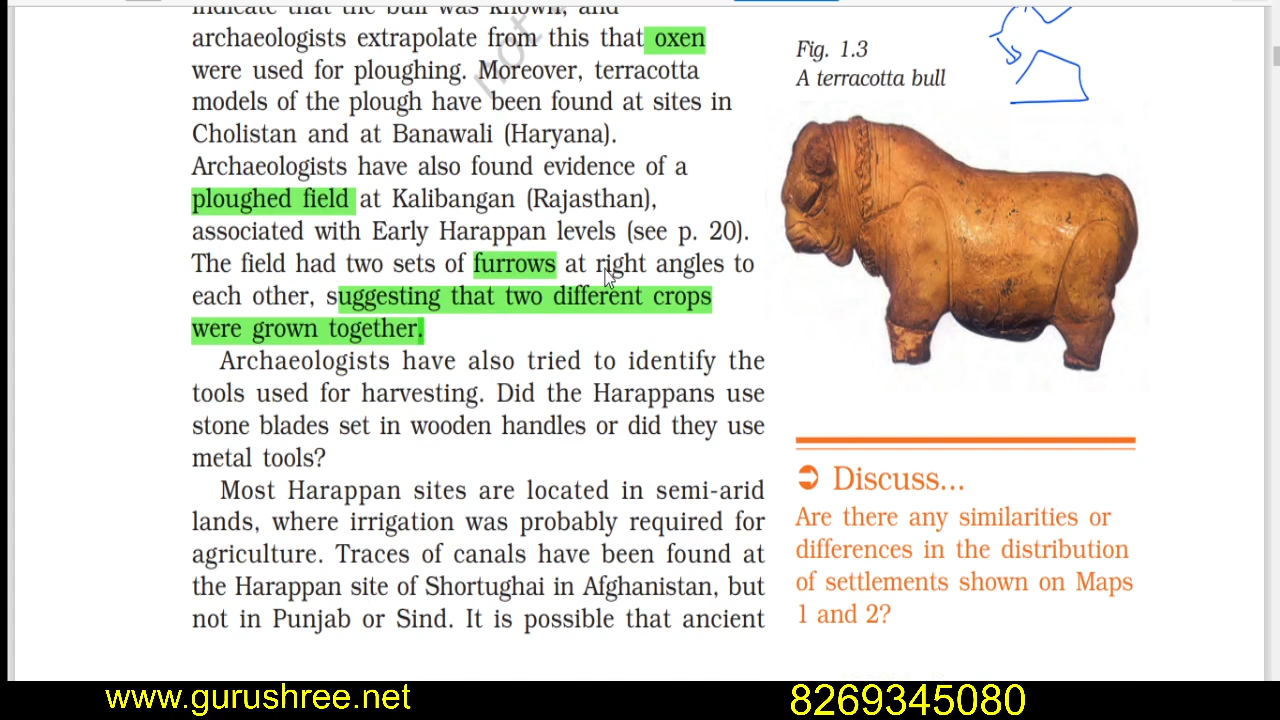 indicate that the bull was known, and
archaeologists extrapolate from this that oxen
were used for ploughing. Moreover, terracotta
models of the plough have been found at sites in
Cholistan and at Banawali (Haryana).
Archaeologists have also found evidence of a
ploughed field at Kalibangan (Rajasthan),
associated with Early Harappan levels (see p. 20).
The field had two sets of furrows at right angles to
each other, suggesting that two different crops
were grown together.
Archaeologists have also tried to identify the
tools used for harvesting. Did the Harappans use
stone blades set in wooden handles or did they use
metal tools?
Most Harappan sites are located in semi-arid
lands, where irrigation was probably required for
agriculture. Traces of canals have been found at
the Harappan site of Shortughai in Afghanistan, but
not in Punjab or Sind. It is possible that ancient
not
Fig. 1.3
A terracotta bull
➲ Discuss...
Are there any similarities or
differences in the distribution
of settlements shown on Maps
1 and 2?
www.gurushree.net
8269345080